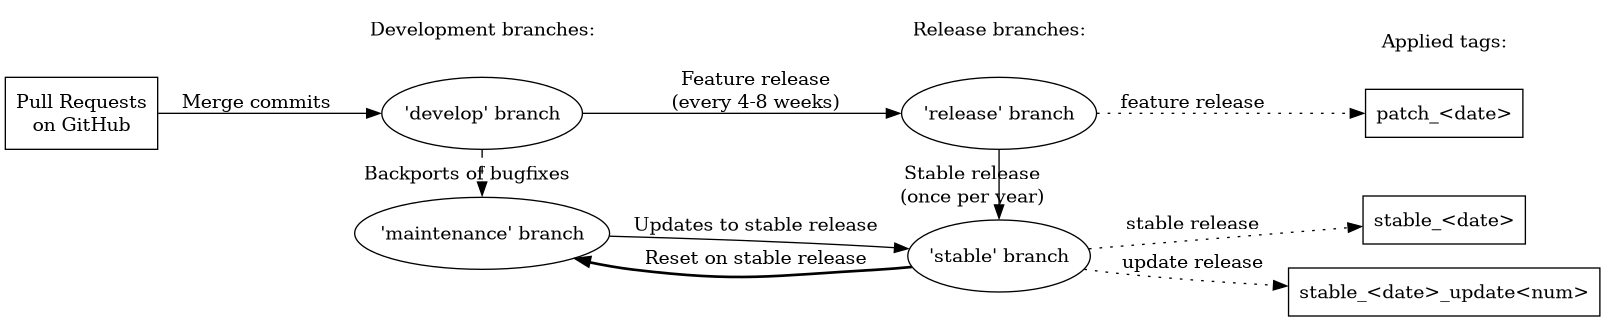 Development branches:
Release branches:
Applied tags:
Pull Requests
on GitHub
Merge commits
'develop' branch
Feature release
(every 4-8 weeks)
'release' branch
feature release
patch_<date>
Backports of bugfixes
Stable release
(once per year)
'maintenance' branch
Updates to stable release
Reset on stable release
'stable' branch
stable release
stable_<date>
update release
stable_<date>_update<num>